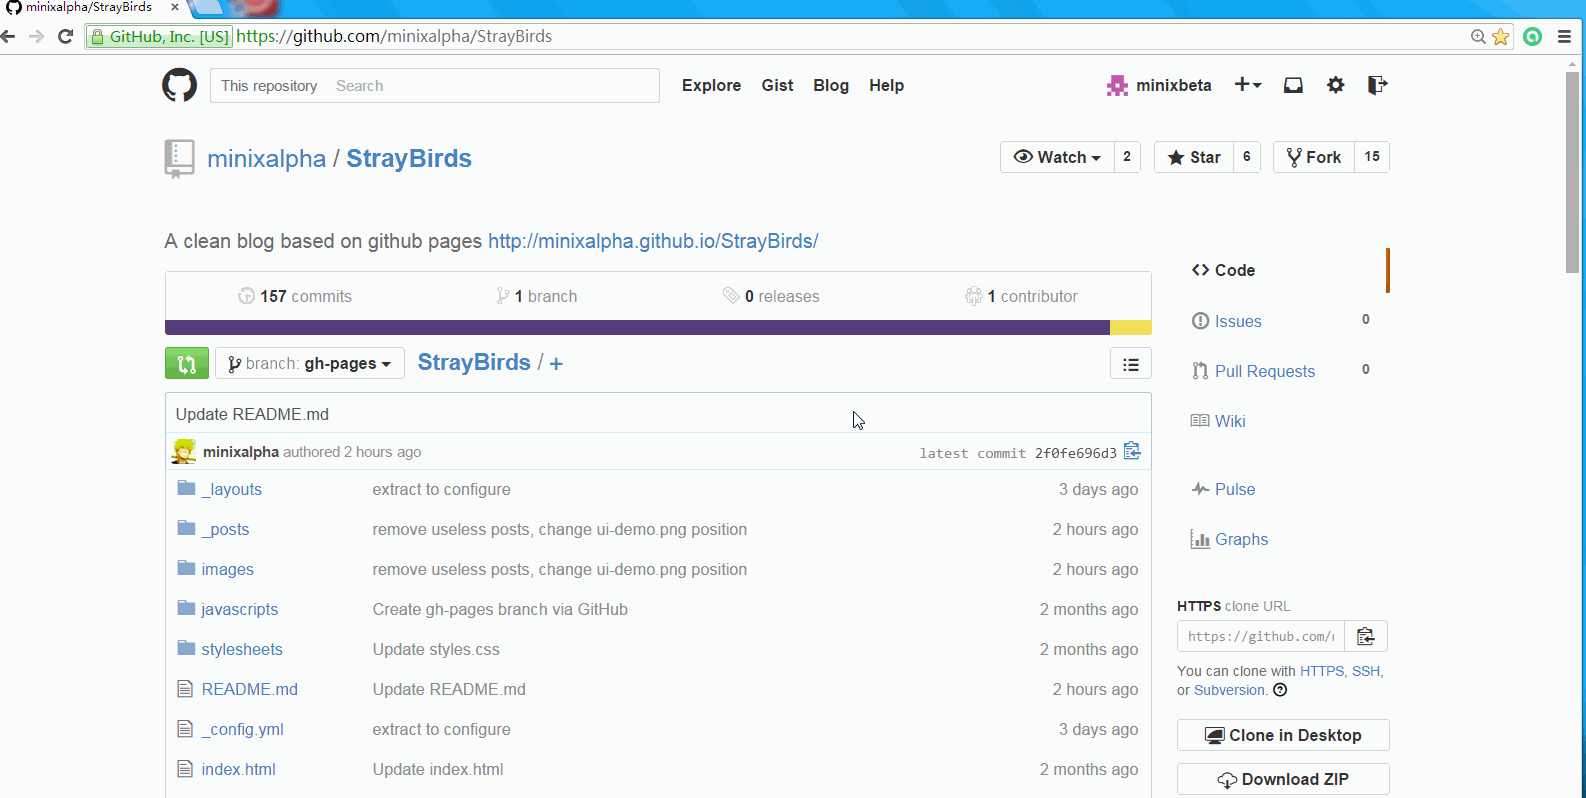 minixalpha/StrayBirds ×
GitHub, Inc. [US] https://github.com/minixalpha/StrayBirds
This repository Search Explore Gist Blog Help minixbeta
minixalpha / StrayBirds Watch 2 Star 6 Fork 15
A clean blog based on github pages http://minixalpha.github.io/StrayBirds/
157 commits 1 branch 0 releases 1 contributor
branch: gh-pages StrayBirds / +
Update README.md
minixalpha authored 2 hours ago latest commit 2f0fe696d3
_layouts extract to configure 3 days ago
_posts remove useless posts, change ui-demo.png position 2 hours ago
images remove useless posts, change ui-demo.png position 2 hours ago
javascripts Create gh-pages branch via GitHub 2 months ago
stylesheets Update styles.css 2 months ago
README.md Update README.md 2 hours ago
_config.yml extract to configure 3 days ago
index.html Update index.html 2 months ago
Code
Issues 0
Pull Requests 0
Wiki
Pulse
Graphs
HTTPS clone URL
https://github.com/
You can clone with HTTPS, SSH,
or Subversion.
Clone in Desktop
Download ZIP